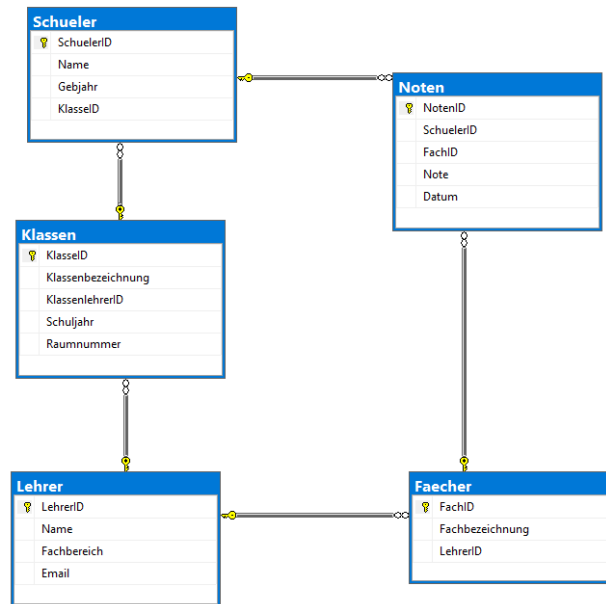 Schueler
SchuelerID
Name
Gebjahr
KlasseID
Noten
NotenID
SchuelerID
FachID
Note
Datum
Klassen
KlasseID
Klassenbezeichnung
KlassenlehrerID
Schuljahr
Raumnummer
Lehrer
LehrerID
Name
Fachbereich
Email
Faecher
FachID
Fachbezeichnung
LehrerID